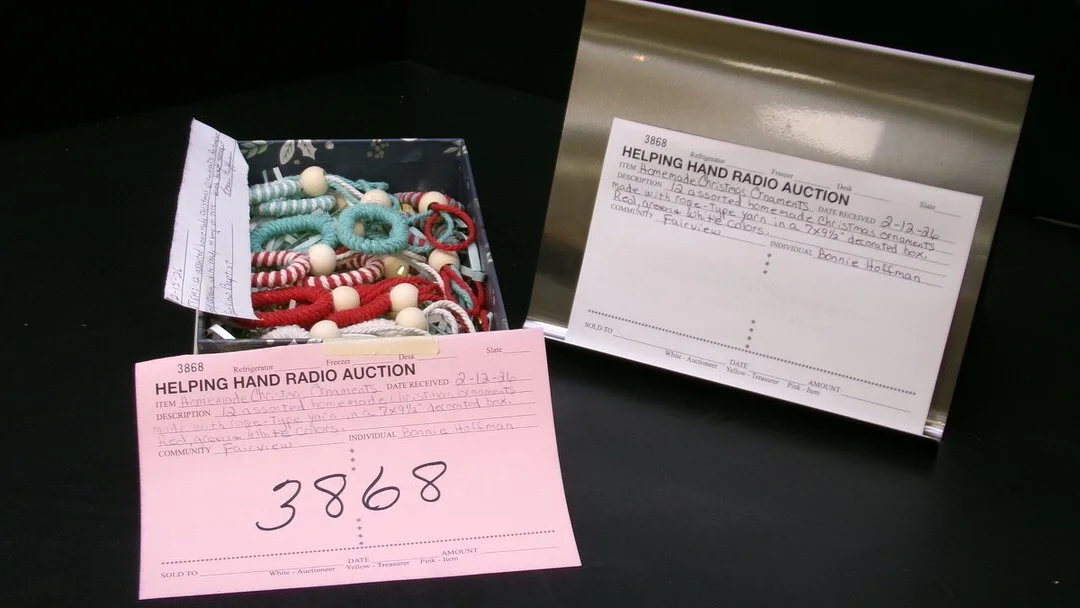 3868
Refrigerator Freezer Desk Slate
HELPING HAND RADIO AUCTION
ITEM Homemade Christmas Ornaments DATE RECEIVED 2-12-26
DESCRIPTION 12 assorted homemade Christmas ornaments
made with rope-type yarn in a 7x9½" decorated box.
Red, green & White colors.
COMMUNITY Fairview INDIVIDUAL Bonnie Hoffman
SOLD TO DATE AMOUNT
White - Auctioneer Yellow - Treasurer Pink - Item
2-12-26
3868
Refrigerator Freezer Desk Slate
HELPING HAND RADIO AUCTION
ITEM Homemade Christmas Ornaments DATE RECEIVED 2-12-26
DESCRIPTION 12 assorted homemade Christmas ornaments
made with rope-type yarn in a 7x9½" decorated box.
Red, green & White colors.
COMMUNITY Fairview INDIVIDUAL Bonnie Hoffman
3868
SOLD TO DATE AMOUNT
White - Auctioneer Yellow - Treasurer Pink - Item